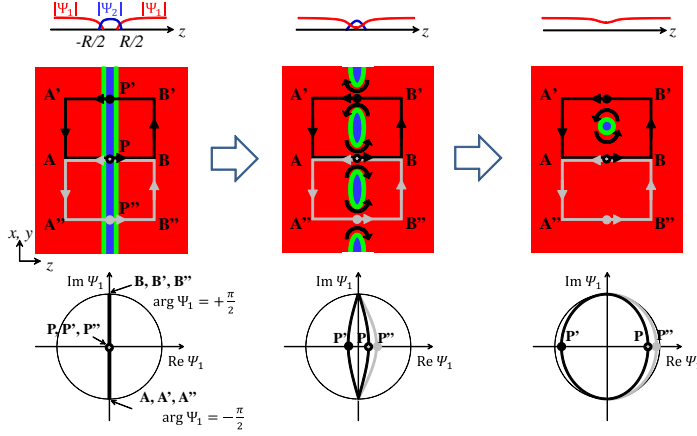 |Ψ₁| |Ψ₂| |Ψ₁|
-R/2 R/2 z
z
z
A' P' B'
A P B
A'' P'' B''
x, y
z
A' B'
A B
A'' B''
A' B'
A B
A'' B''
Im Ψ₁
B, B', B''
arg Ψ₁ = +π/2
P, P', P''
Re Ψ₁
A, A', A''
arg Ψ₁ = −π/2
Im Ψ₁
P' P P''
Re Ψ₁
Im Ψ₁
P' P P''
Re Ψ